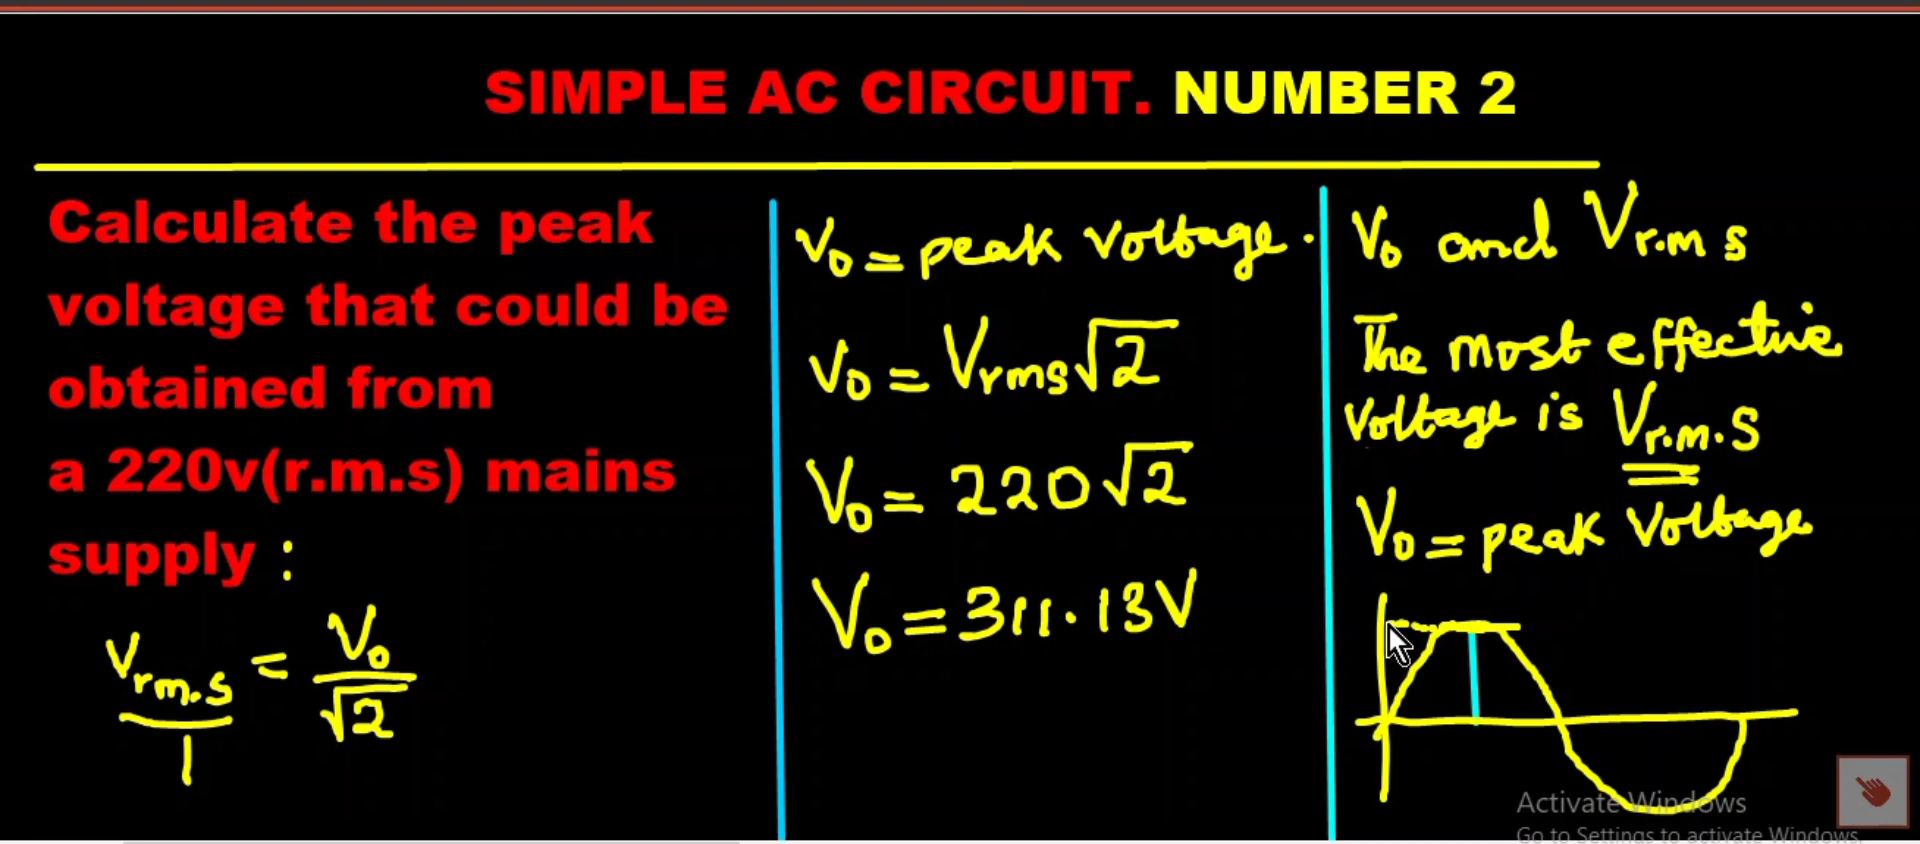 SIMPLE AC CIRCUIT. NUMBER 2
Calculate the peak
voltage that could be
obtained from
a 220v(r.m.s) mains
supply :
Vrm.s/1 = V₀/√2
V₀ = peak voltage.
V₀ = Vrms√2
V₀ = 220√2
V₀ = 311.13V
V₀ and Vr.m s
The most effective
voltage is Vr.m.s
V₀ = peak voltage
Activate Windows
Go to Settings to activate Windows.